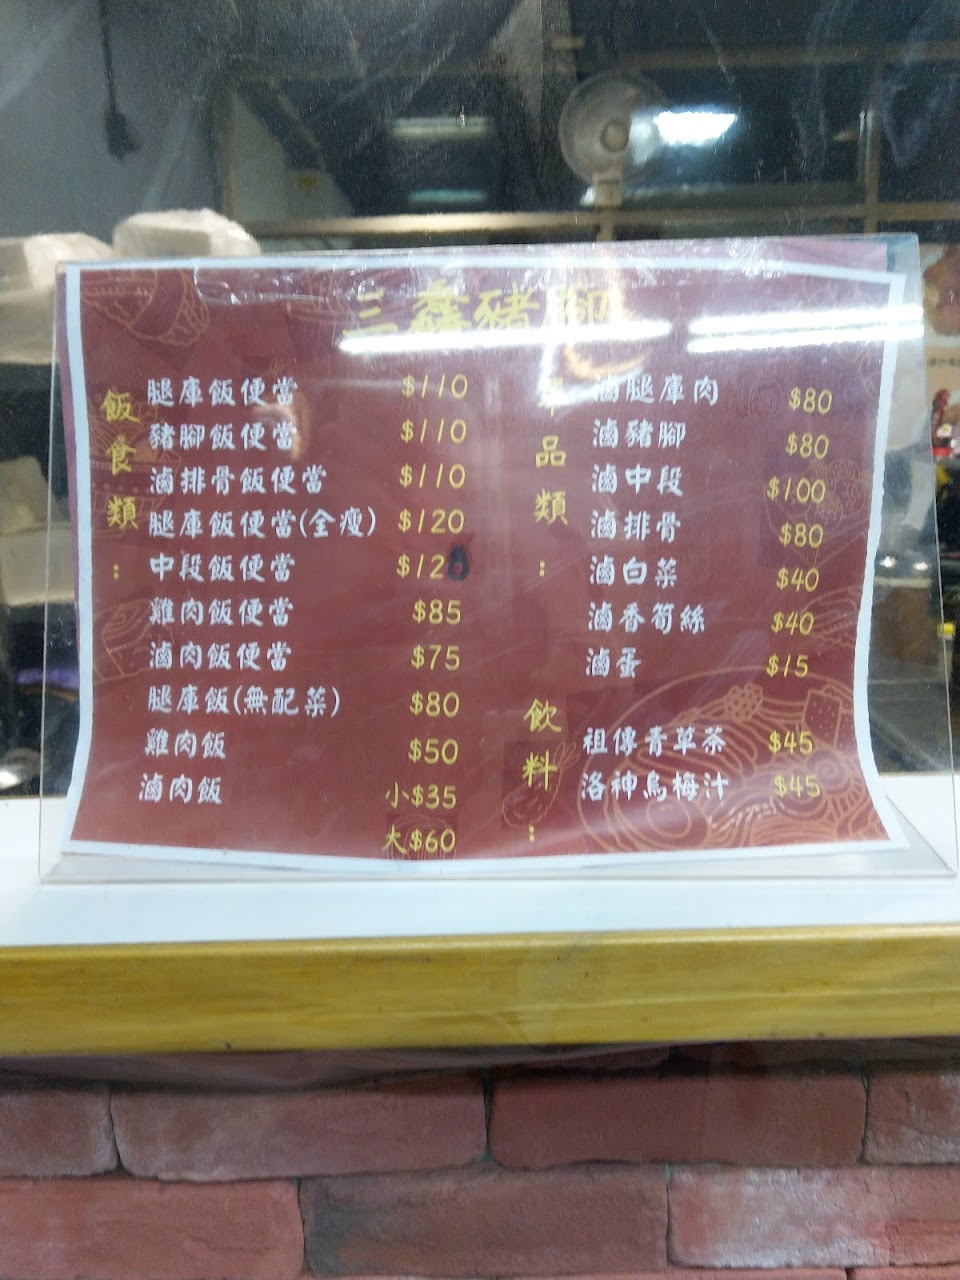 三鑫豬腳
飯食類：
腿庫飯便當 $110
豬腳飯便當 $110
滷排骨飯便當 $110
腿庫飯便當(全瘦) $120
中段飯便當 $120
雞肉飯便當 $85
滷肉飯便當 $75
腿庫飯(無配菜) $80
雞肉飯 $50
滷肉飯 小$35
大$60
單品類：
滷腿庫肉 $80
滷豬腳 $80
滷中段 $100
滷排骨 $80
滷白菜 $40
滷香筍絲 $40
滷蛋 $15
飲料：
祖傳青草茶 $45
洛神烏梅汁 $45